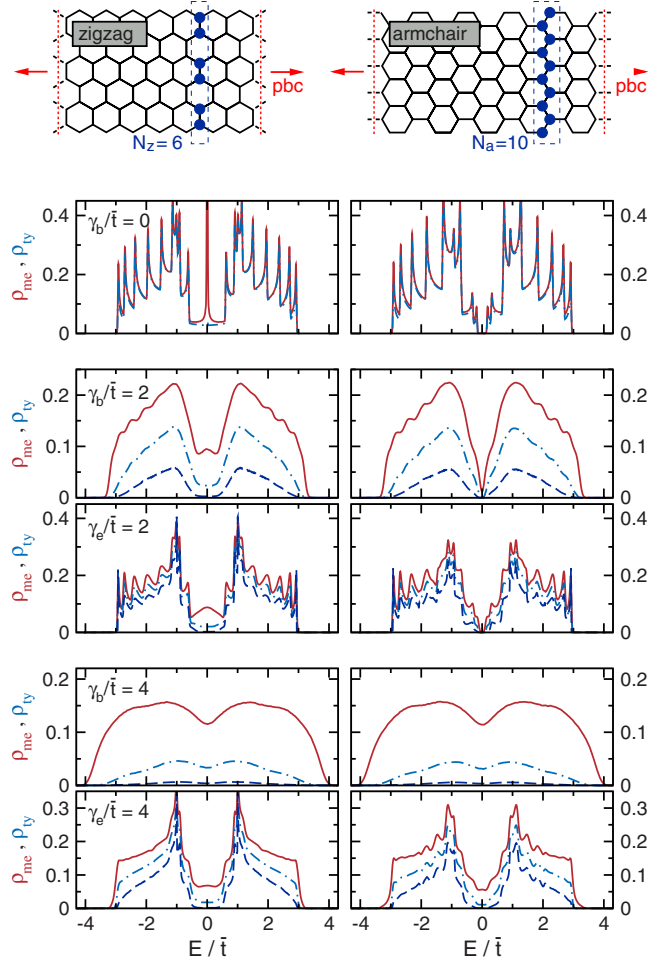 zigzag
armchair
pbc
pbc
N_z = 6
N_a = 10
γ_b/t̄ = 0
0.4
0.2
0
0.4
0.2
0
ρ_me , ρ_ty
γ_b/t̄ = 2
0.2
0.1
0
0.2
0.1
0
ρ_me , ρ_ty
γ_e/t̄ = 2
0.4
0.2
0
0.4
0.2
0
γ_b/t̄ = 4
0.2
0.1
0
0.2
0.1
0
ρ_me , ρ_ty
γ_e/t̄ = 4
0.3
0.2
0.1
0
0.3
0.2
0.1
0
ρ_me , ρ_ty
-4 -2 0 2 4
-4 -2 0 2 4
E / t̄
E / t̄